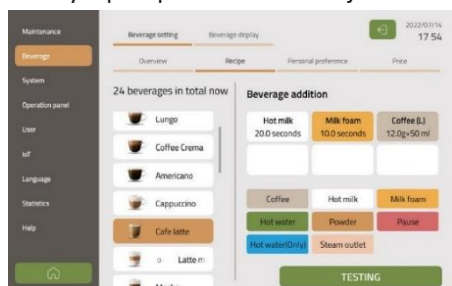 Maintanance
Beverage
System
Operation panel
User
IoT
Language
Statistics
Help
Beverage setting
Beverage display
2022/07/14
17 54
Overview
Recipe
Personal preference
Price
24 beverages in total now
Lungo
Coffee Crema
Americano
Cappuccino
Cafe latte
o Latte m
Beverage addition
Hot milk
20.0 seconds
Milk foam
10.0 seconds
Coffee (L)
12.0g+50 ml
Coffee
Hot milk
Milk foam
Hot water
Powder
Pause
Hot water(Only)
Steam outlet
TESTING